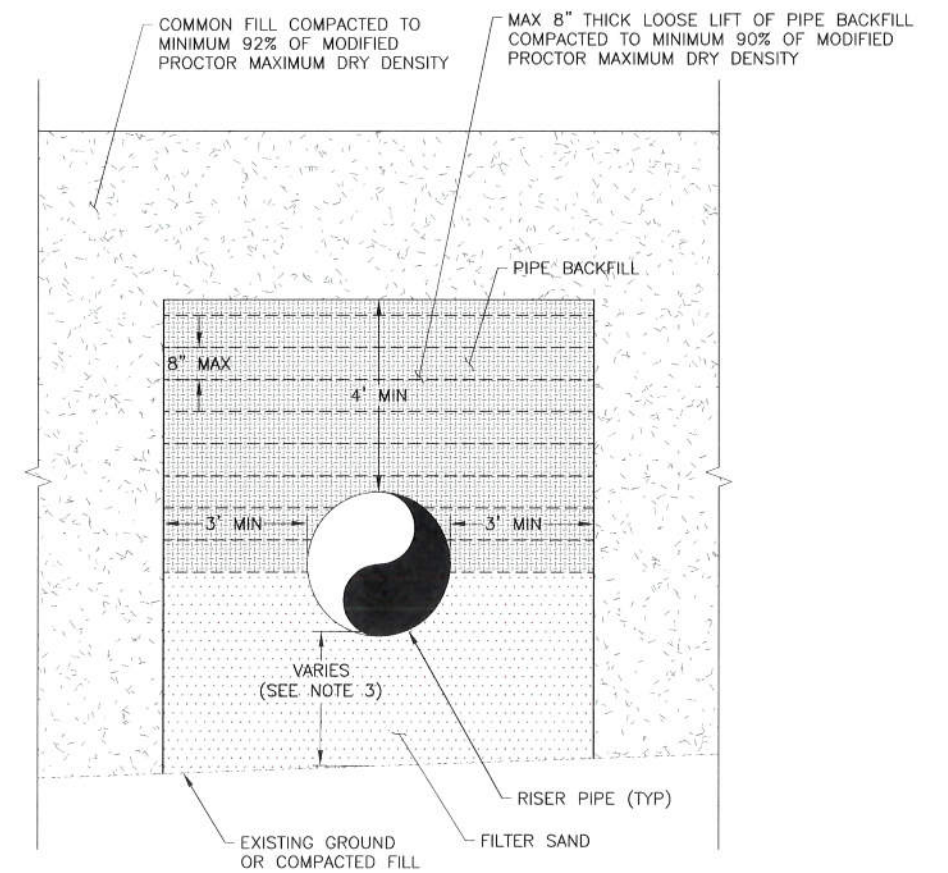 COMMON FILL COMPACTED TO
MINIMUM 92% OF MODIFIED
PROCTOR MAXIMUM DRY DENSITY
MAX 8" THICK LOOSE LIFT OF PIPE BACKFILL
COMPACTED TO MINIMUM 90% OF MODIFIED
PROCTOR MAXIMUM DRY DENSITY
PIPE BACKFILL
8" MAX
4' MIN
3' MIN
3' MIN
VARIES
(SEE NOTE 3)
RISER PIPE (TYP)
FILTER SAND
EXISTING GROUND
OR COMPACTED FILL